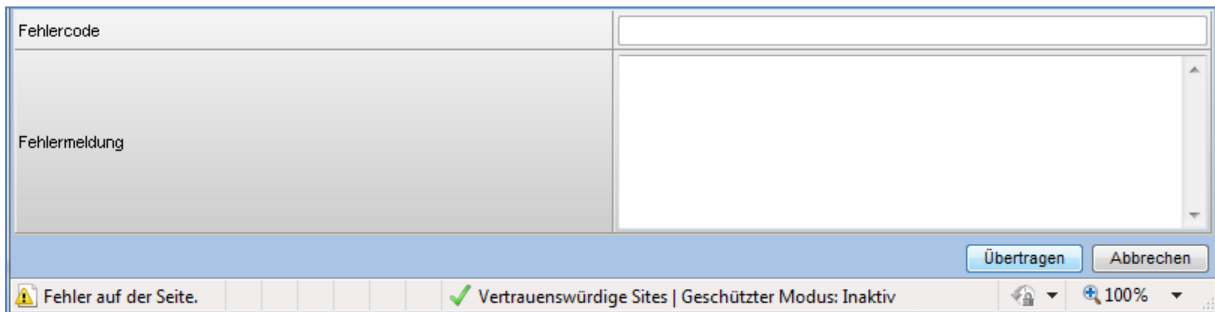 Fehlercode
Fehlermeldung
Übertragen Abbrechen
Fehler auf der Seite. Vertrauenswürdige Sites | Geschützter Modus: Inaktiv 100%